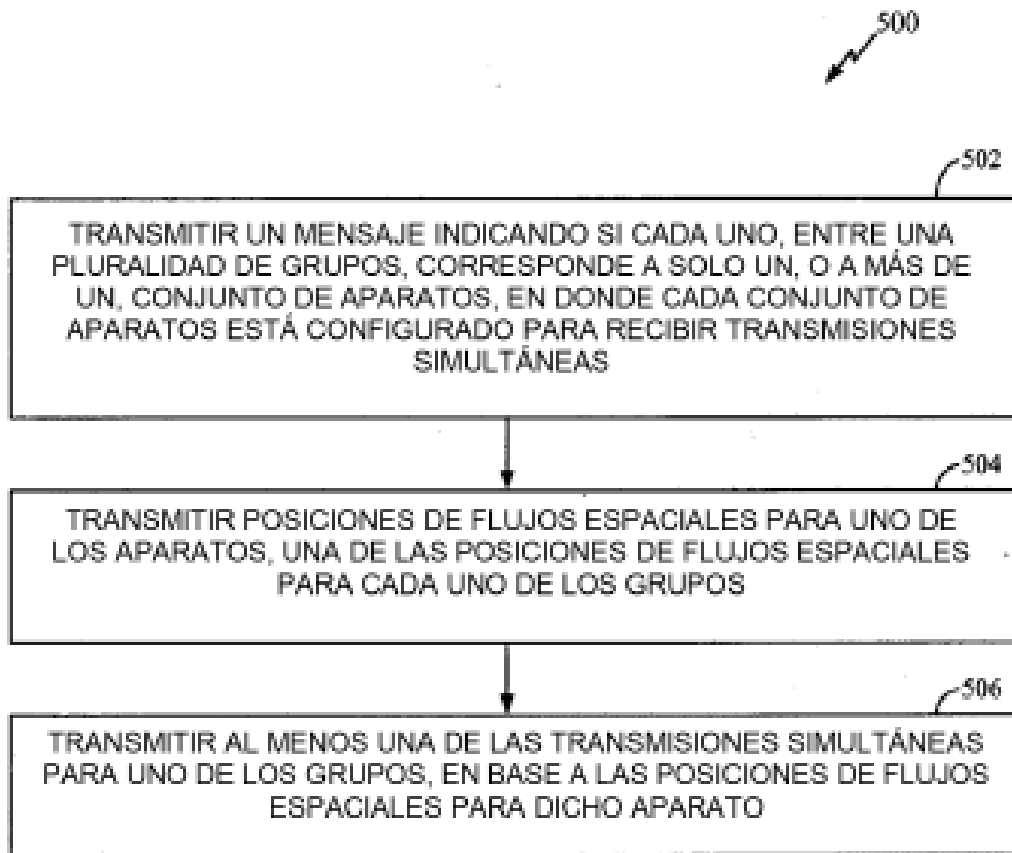 500
502
TRANSMITIR UN MENSAJE INDICANDO SI CADA UNO, ENTRE UNA
PLURALIDAD DE GRUPOS, CORRESPONDE A SOLO UN, O A MÁS DE
UN, CONJUNTO DE APARATOS, EN DONDE CADA CONJUNTO DE
APARATOS ESTÁ CONFIGURADO PARA RECIBIR TRANSMISIONES
SIMULTÁNEAS
504
TRANSMITIR POSICIONES DE FLUJOS ESPACIALES PARA UNO DE
LOS APARATOS, UNA DE LAS POSICIONES DE FLUJOS ESPACIALES
PARA CADA UNO DE LOS GRUPOS
506
TRANSMITIR AL MENOS UNA DE LAS TRANSMISIONES SIMULTÁNEAS
PARA UNO DE LOS GRUPOS, EN BASE A LAS POSICIONES DE FLUJOS
ESPACIALES PARA DICHO APARATO